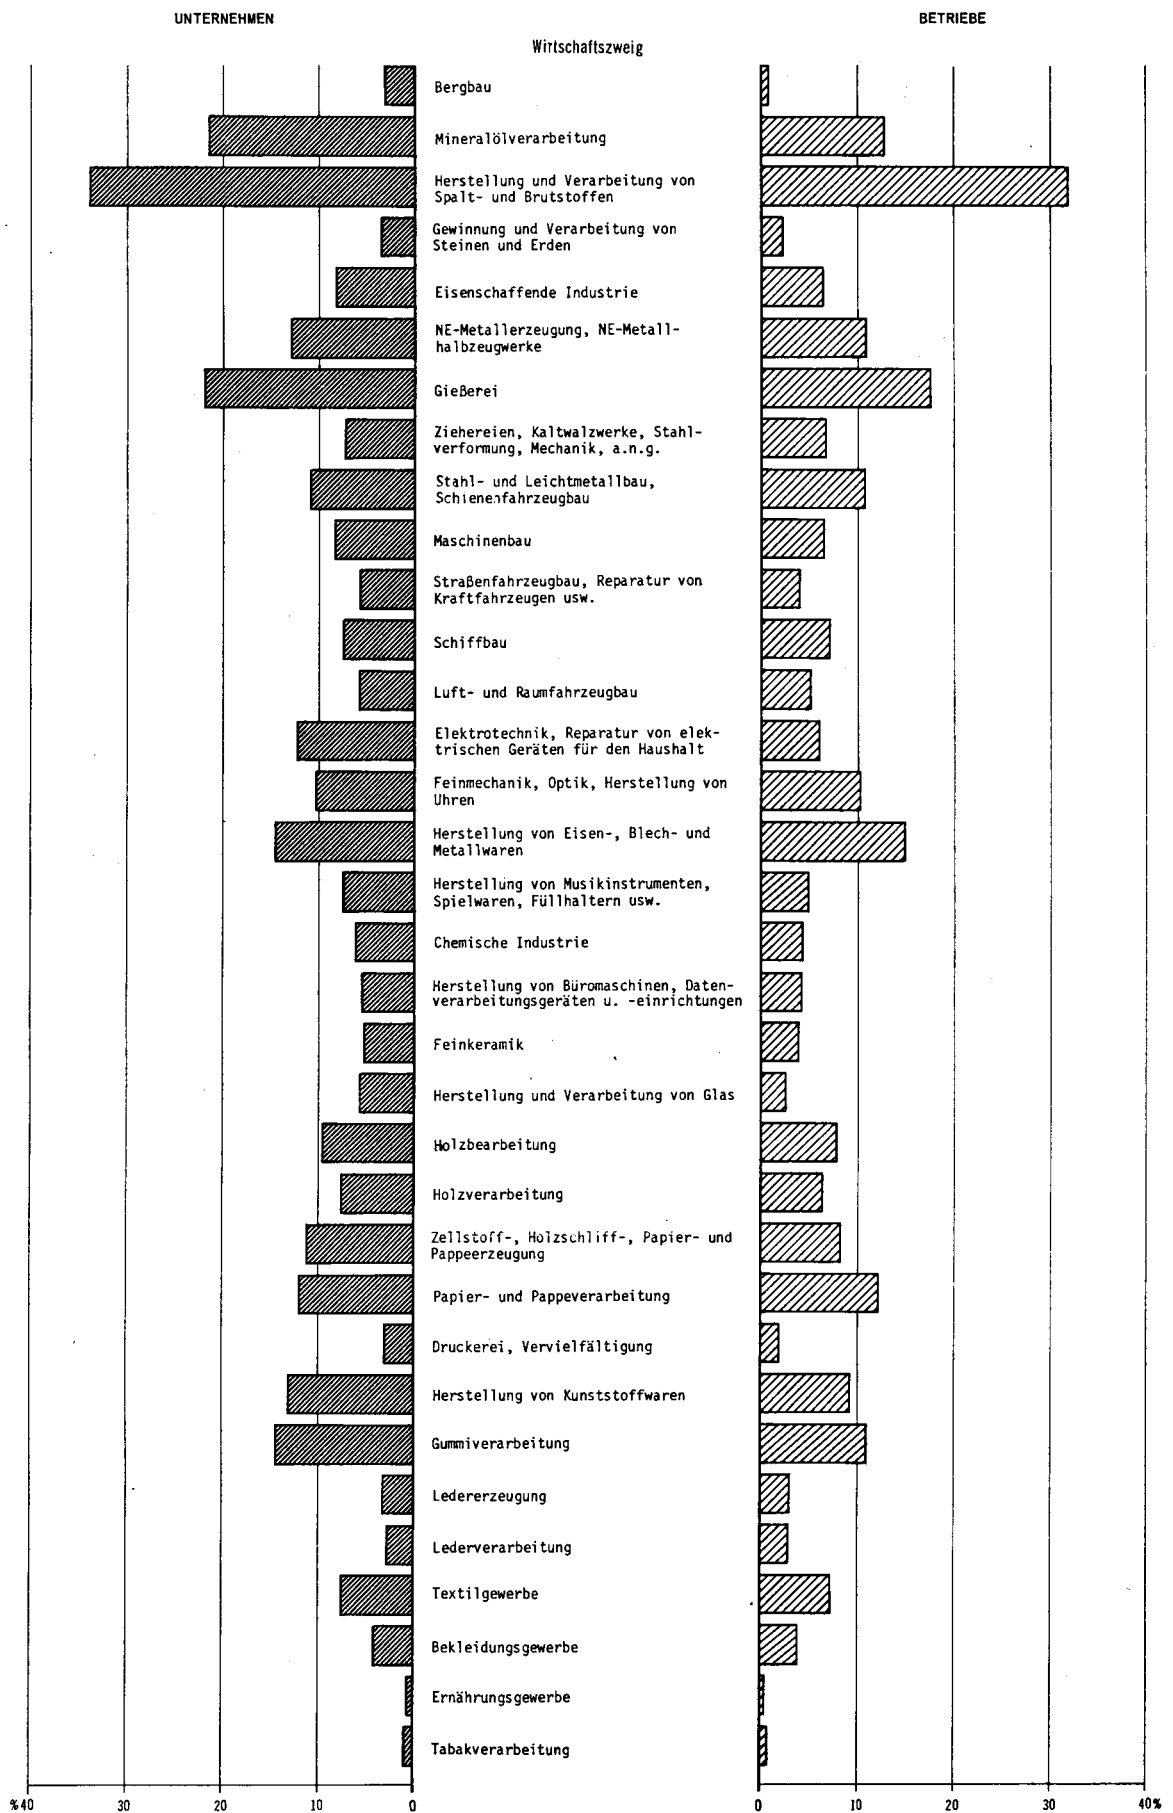 UNTERNEHMEN
BETRIEBE
Wirtschaftszweig
Bergbau
Mineralölverarbeitung
Herstellung und Verarbeitung von
Spalt- und Brutstoffen
Gewinnung und Verarbeitung von
Steinen und Erden
Eisenschaffende Industrie
NE-Metallerzeugung, NE-Metall-
halbzeugwerke
Gießerei
Ziehereien, Kaltwalzwerke, Stahl-
verformung, Mechanik, a.n.g.
Stahl- und Leichtmetallbau,
Schienenfahrzeugbau
Maschinenbau
Straßenfahrzeugbau, Reparatur von
Kraftfahrzeugen usw.
Schiffbau
Luft- und Raumfahrzeugbau
Elektrotechnik, Reparatur von elek-
trischen Geräten für den Haushalt
Feinmechanik, Optik, Herstellung von
Uhren
Herstellung von Eisen-, Blech- und
Metallwaren
Herstellung von Musikinstrumenten,
Spielwaren, Füllhaltern usw.
Chemische Industrie
Herstellung von Büromaschinen, Daten-
verarbeitungsgeräten u. -einrichtungen
Feinkeramik
Herstellung und Verarbeitung von Glas
Holzbearbeitung
Holzverarbeitung
Zellstoff-, Holzschliff-, Papier- und
Pappeerzeugung
Papier- und Pappeverarbeitung
Druckerei, Vervielfältigung
Herstellung von Kunststoffwaren
Gummiverarbeitung
Ledererzeugung
Lederverarbeitung
Textilgewerbe
Bekleidungsgewerbe
Ernährungsgewerbe
Tabakverarbeitung
%40 30 20 10 0
0 10 20 30 40%